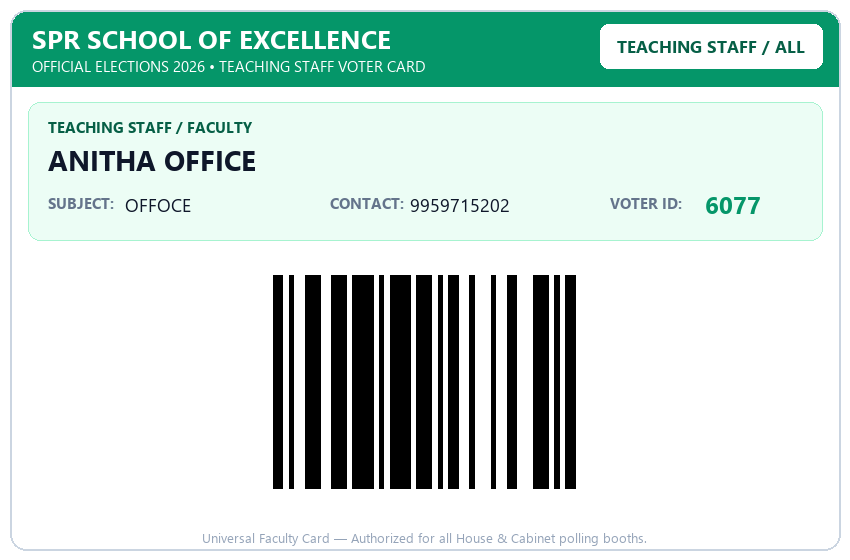 SPR SCHOOL OF EXCELLENCE
OFFICIAL ELECTIONS 2026 • TEACHING STAFF VOTER CARD
TEACHING STAFF / ALL
TEACHING STAFF / FACULTY
ANITHA OFFICE
SUBJECT: OFFOCE CONTACT: 9959715202 VOTER ID: 6077
Universal Faculty Card — Authorized for all House & Cabinet polling booths.